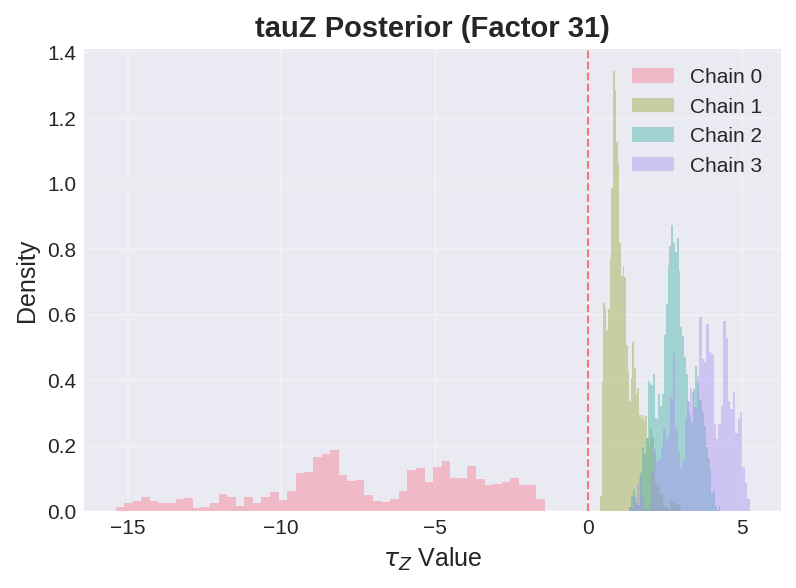 tauZ Posterior (Factor 31)
Chain 0
Chain 1
Chain 2
Chain 3
Density
1.4
1.2
1.0
0.8
0.6
0.4
0.2
0.0
−15
−10
−5
0
5
τ_Z Value